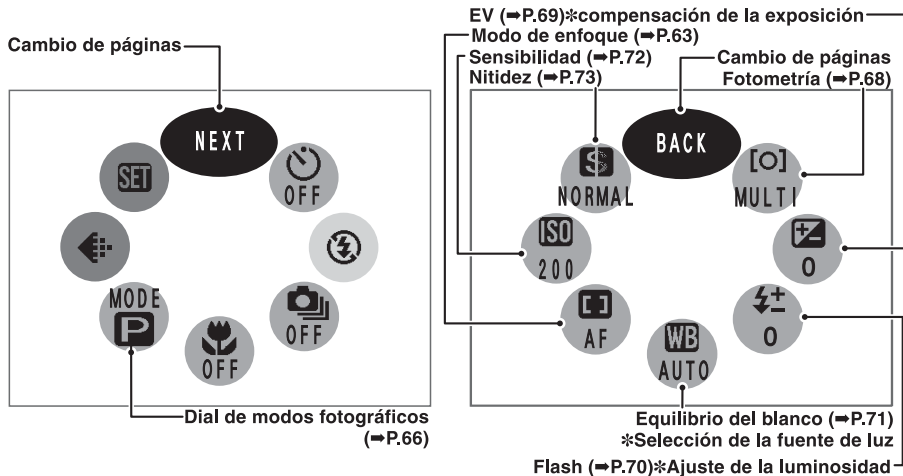 Cambio de páginas
NEXT
SET
OFF
MODE
P
OFF
OFF
Dial de modos fotográficos
(➡P.66)
EV (➡P.69)✻compensación de la exposición
Modo de enfoque (➡P.63)
Sensibilidad (➡P.72)
Nitidez (➡P.73)
Cambio de páginas
Fotometría (➡P.68)
BACK
S
NORMAL
[O]
MULTI
ISO
200
0
AF
0
WB
AUTO
Equilibrio del blanco (➡P.71)
✻Selección de la fuente de luz
Flash (➡P.70)✻Ajuste de la luminosidad